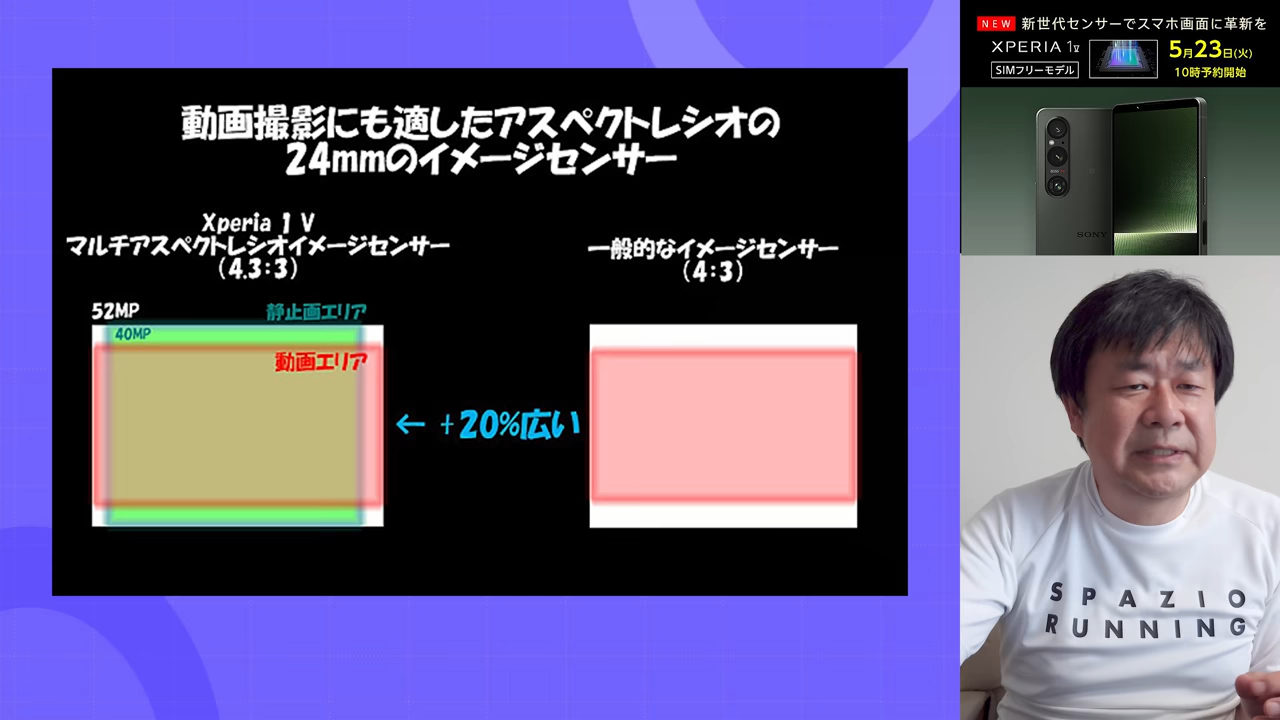 動画撮影にも適したアスペクトレシオの
24mmのイメージセンサー
Xperia 1 V
マルチアスペクトレシオイメージセンサー
(4.3:3)
一般的なイメージセンサー
(4:3)
52MP
静止画エリア
40MP
動画エリア
← +20%広い
NEW 新世代センサーでスマホ画面に革新を
XPERIA 1 V
SIMフリーモデル
5月23日(火)
10時予約開始
SONY
SPAZIO
RUNNING